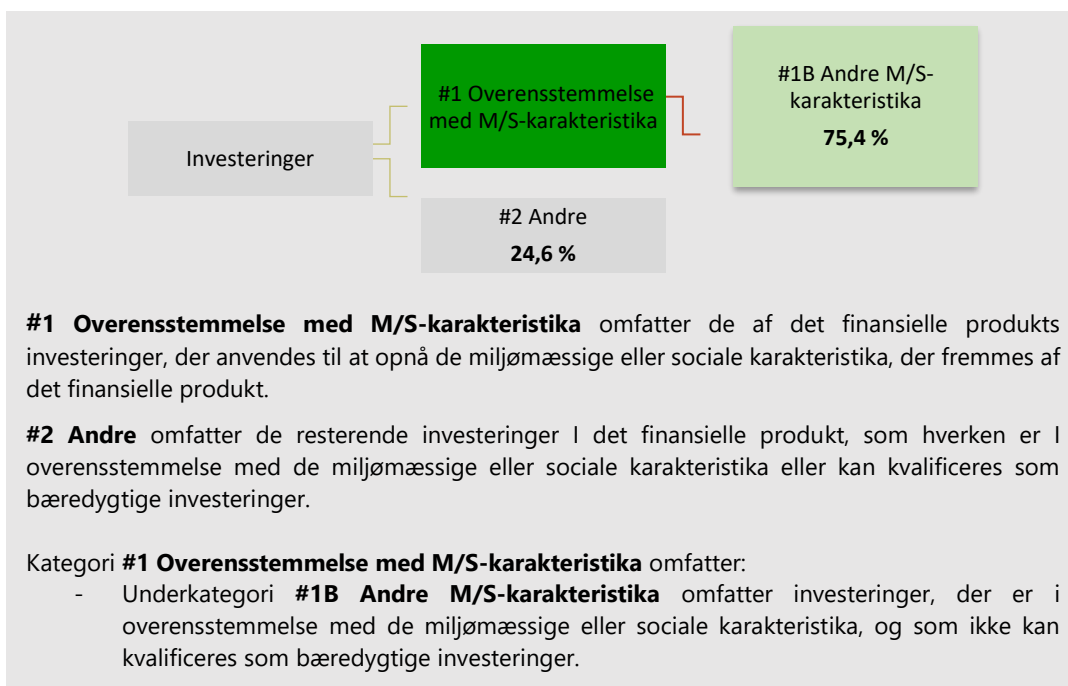 Investeringer
#1 Overensstemmelse
med M/S-karakteristika
#1B Andre M/S-
karakteristika
75,4 %
#2 Andre
24,6 %
#1 Overensstemmelse med M/S-karakteristika omfatter de af det finansielle produkts
investeringer, der anvendes til at opnå de miljømæssige eller sociale karakteristika, der fremmes af
det finansielle produkt.
#2 Andre omfatter de resterende investeringer I det finansielle produkt, som hverken er I
overensstemmelse med de miljømæssige eller sociale karakteristika eller kan kvalificeres som
bæredygtige investeringer.
Kategori #1 Overensstemmelse med M/S-karakteristika omfatter:
- Underkategori #1B Andre M/S-karakteristika omfatter investeringer, der er i
overensstemmelse med de miljømæssige eller sociale karakteristika, og som ikke kan
kvalificeres som bæredygtige investeringer.